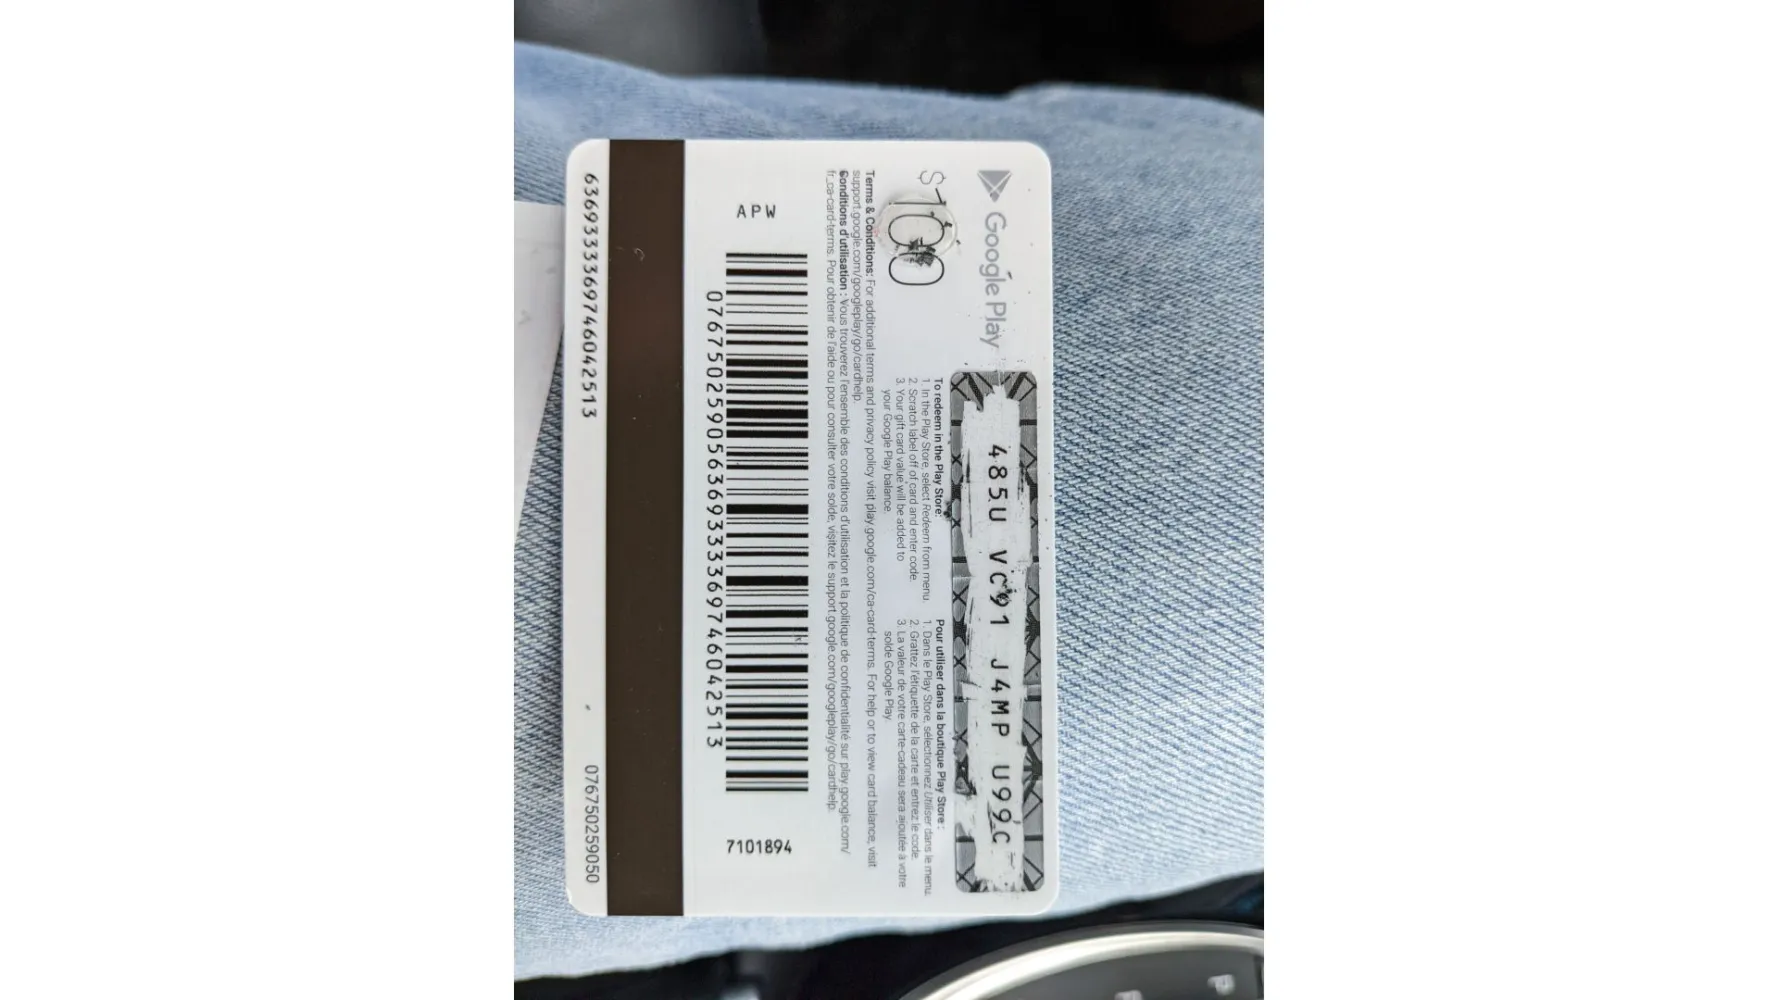 Google Play
$100
485U VC91 J4MP U99C
To redeem in the Play Store:
1. In the Play Store, select Redeem from menu.
2. Scratch label off of card and enter code.
3. Your gift card value will be added to
your Google Play balance.
Pour utiliser dans la boutique Play Store :
1. Dans le Play Store, sélectionnez Utiliser dans le menu.
2. Grattez l'étiquette de la carte et entrez le code.
3. La valeur de votre carte-cadeau sera ajoutée à votre
solde Google Play.
Terms & Conditions: For additional terms and privacy policy visit play.google.com/ca-card-terms. For help or to view card balance, visit
support.google.com/googleplay/go/cardhelp.
Conditions d'utilisation : Vous trouverez l'ensemble des conditions d'utilisation et la politique de confidentialité sur play.google.com/
fr_ca-card-terms. Pour obtenir de l'aide ou pour consulter votre solde, visitez le support.google.com/googleplay/go/cardhelp.
APW
07675025905636693333369746042513
7101894
6369333369746042513
076750259050
P